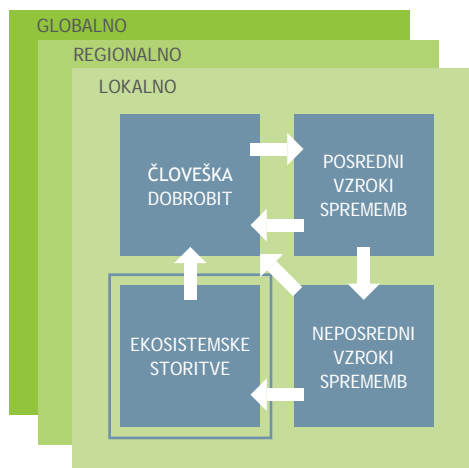 GLOBALNO
REGIONALNO
LOKALNO
ČLOVEŠKA
DOBROBIT
POSREDNI
VZROKI
SPREMEMB
EKOSISTEMSKE
STORITVE
NEPOSREDNI
VZROKI
SPREMEMB